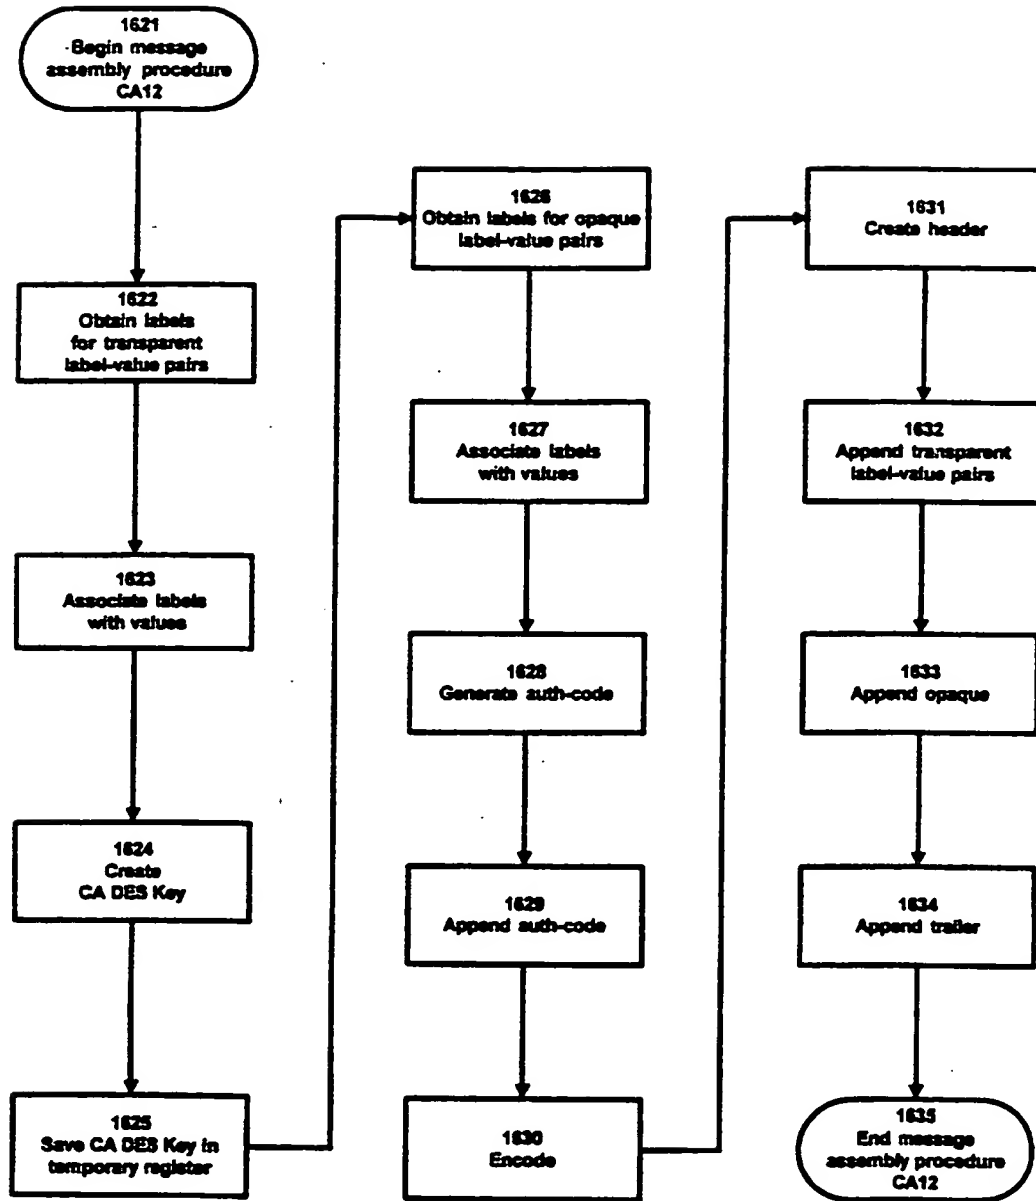 1621
Begin message
assembly procedure
CA12
1622
Obtain labels
for transparent
label-value pairs
1623
Associate labels
with values
1624
Create
CA DES Key
1625
Save CA DES Key in
temporary register
1626
Obtain labels for opaque
label-value pairs
1627
Associate labels
with values
1628
Generate auth-code
1629
Append auth-code
1630
Encode
1631
Create header
1632
Append transparent
label-value pairs
1633
Append opaque
1634
Append trailer
1635
End message
assembly procedure
CA12